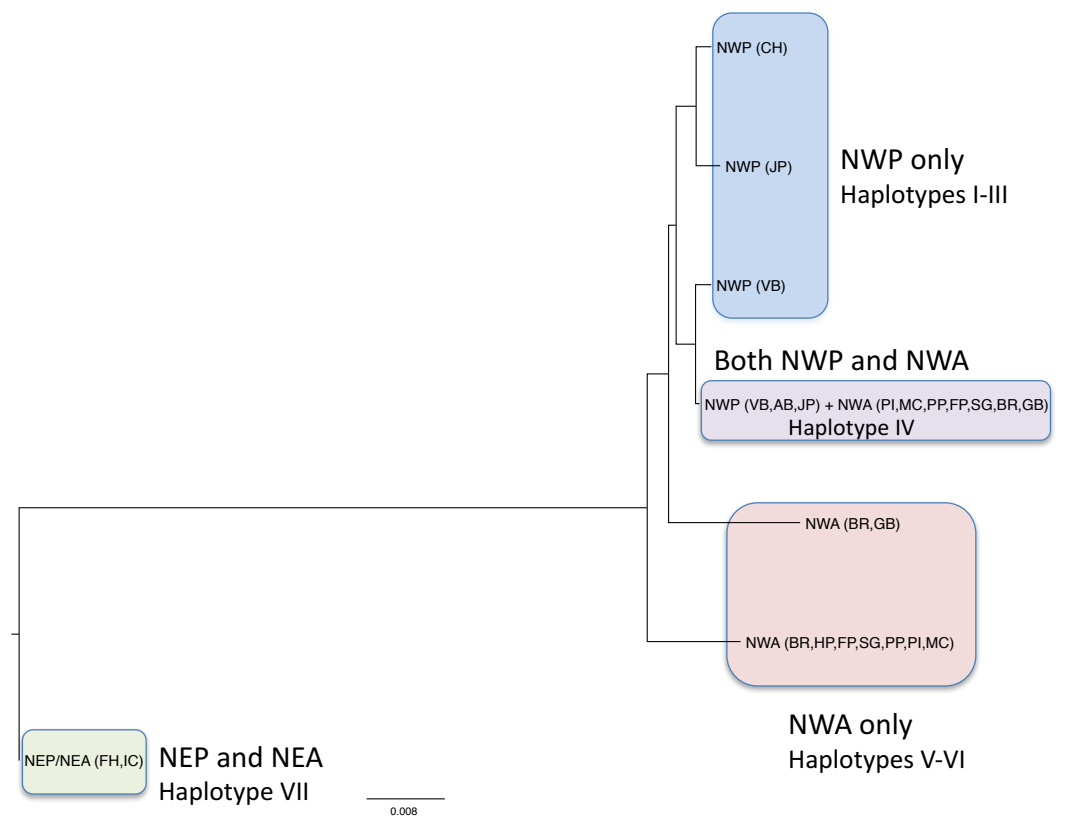 NWP (CH)
NWP only
Haplotypes I-III
NWP (JP)
NWP (VB)
Both NWP and NWA
NWP (VB,AB,JP) + NWA (PI,MC,PP,FP,SG,BR,GB)
Haplotype IV
NWA (BR,GB)
NWA (BR,HP,FP,SG,PP,PI,MC)
NWA only
Haplotypes V-VI
NEP/NEA (FH,IC)
NEP and NEA
Haplotype VII
0.008